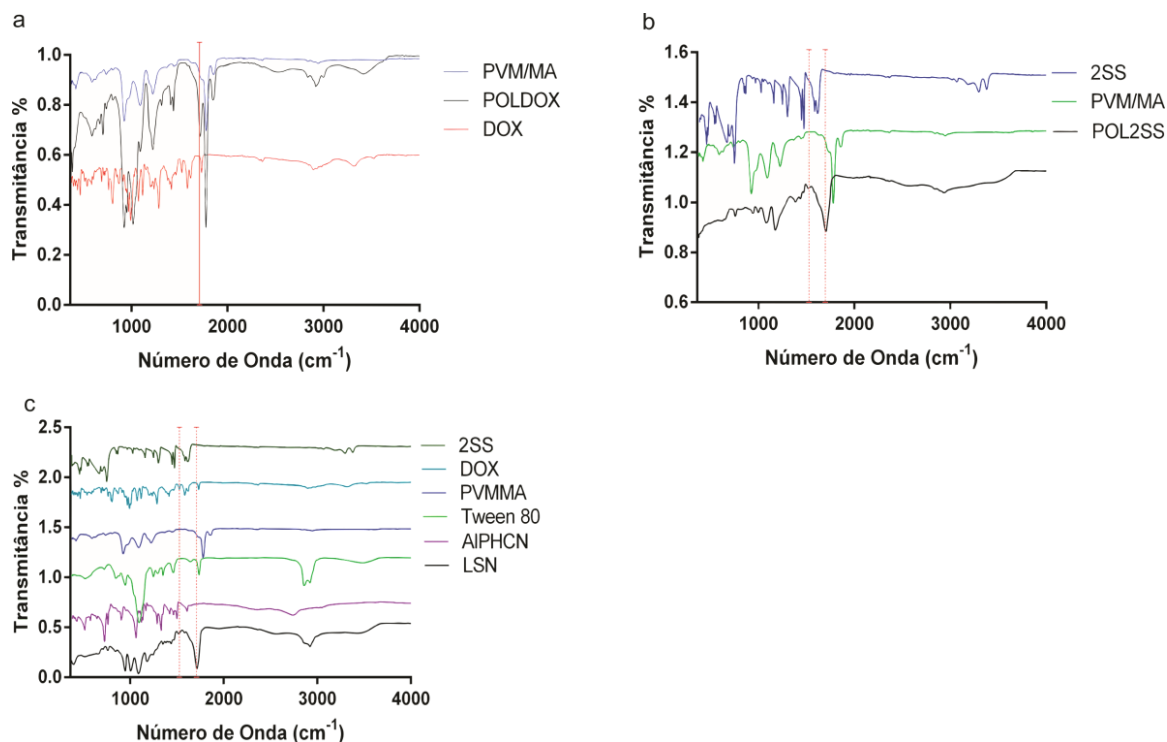 a
1.0
0.8
0.6
0.4
0.2
0.0
Transmitância %
1000
2000
3000
4000
Número de Onda (cm⁻¹)
PVM/MA
POLDOX
DOX
b
1.6
1.4
1.2
1.0
0.8
0.6
Transmitância %
1000
2000
3000
4000
Número de Onda (cm⁻¹)
2SS
PVM/MA
POL2SS
c
2.5
2.0
1.5
1.0
0.5
0.0
Transmitância %
1000
2000
3000
4000
Número de Onda (cm⁻¹)
2SS
DOX
PVMMA
Tween 80
AlPHCN
LSN